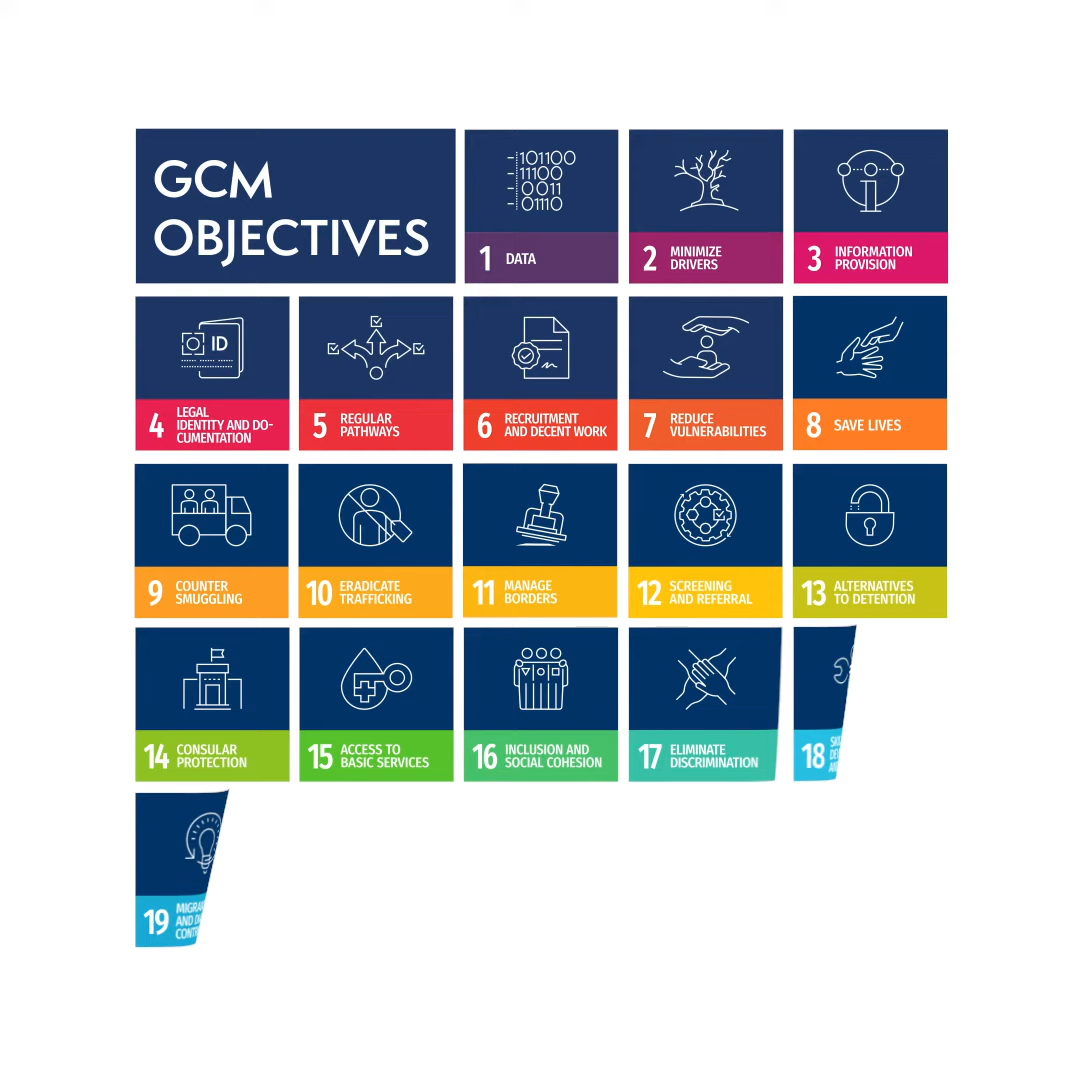 GCM
OBJECTIVES
101100
11100
0011
01110
1 DATA
2 MINIMIZE
DRIVERS
3 INFORMATION
PROVISION
ID
4 LEGAL
IDENTITY AND DO-
CUMENTATION
5 REGULAR
PATHWAYS
6 RECRUITMENT
AND DECENT WORK
7 REDUCE
VULNERABILITIES
8 SAVE LIVES
9 COUNTER
SMUGGLING
10 ERADICATE
TRAFFICKING
11 MANAGE
BORDERS
12 SCREENING
AND REFERRAL
13 ALTERNATIVES
TO DETENTION
14 CONSULAR
PROTECTION
15 ACCESS TO
BASIC SERVICES
16 INCLUSION AND
SOCIAL COHESION
17 ELIMINATE
DISCRIMINATION
18
19
AND